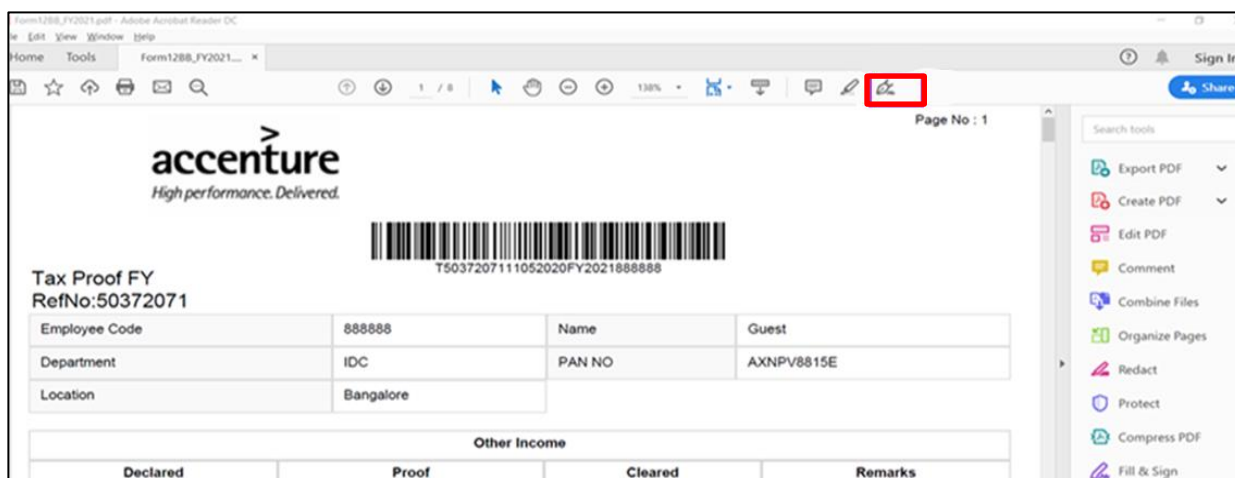 Form12BB_FY2021.pdf - Adobe Acrobat Reader DC
Edit View Window Help
Home Tools Form12BB_FY2021.... ×
Sign In
1 / 8
138%
Share
Page No : 1
accenture
High performance. Delivered.
T5037207111052020FY2021888888
Tax Proof FY
RefNo:50372071
Employee Code 888888 Name Guest
Department IDC PAN NO AXNPV8815E
Location Bangalore
Other Income
Declared Proof Cleared Remarks
Search tools
Export PDF
Create PDF
Edit PDF
Comment
Combine Files
Organize Pages
Redact
Protect
Compress PDF
Fill & Sign